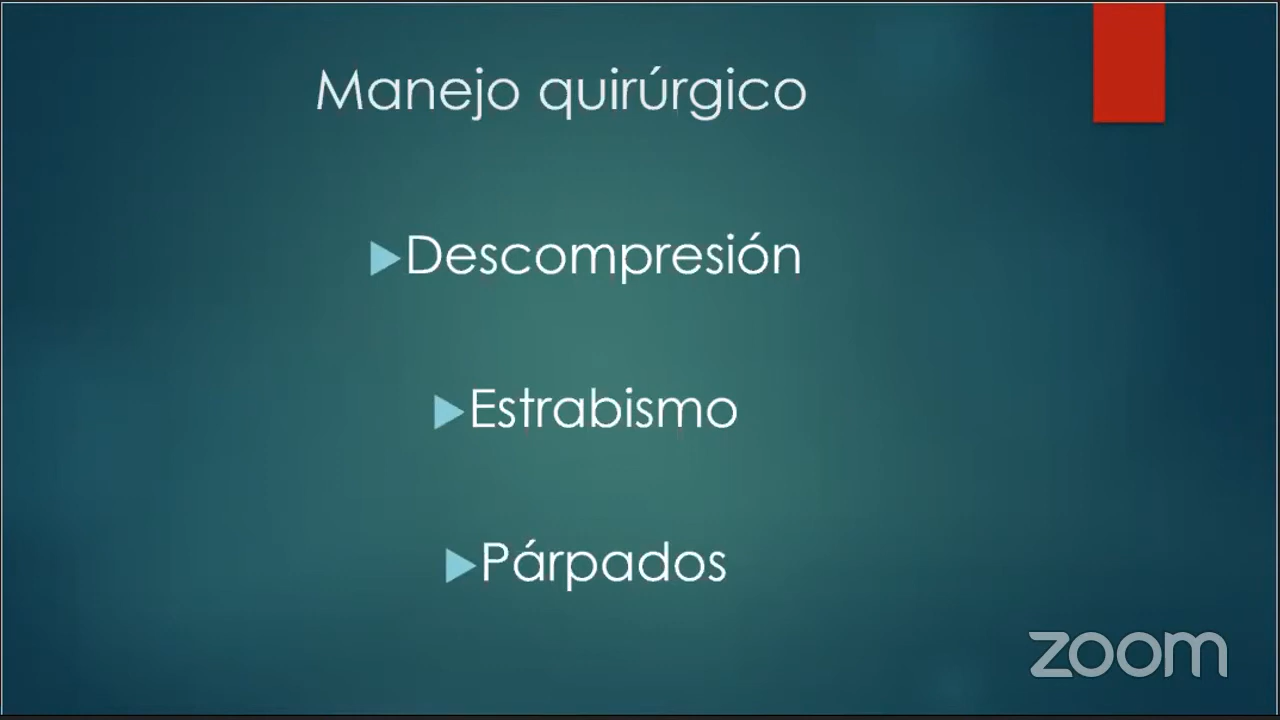 Manejo quirúrgico
Descompresión
Estrabismo
Párpados
zoom